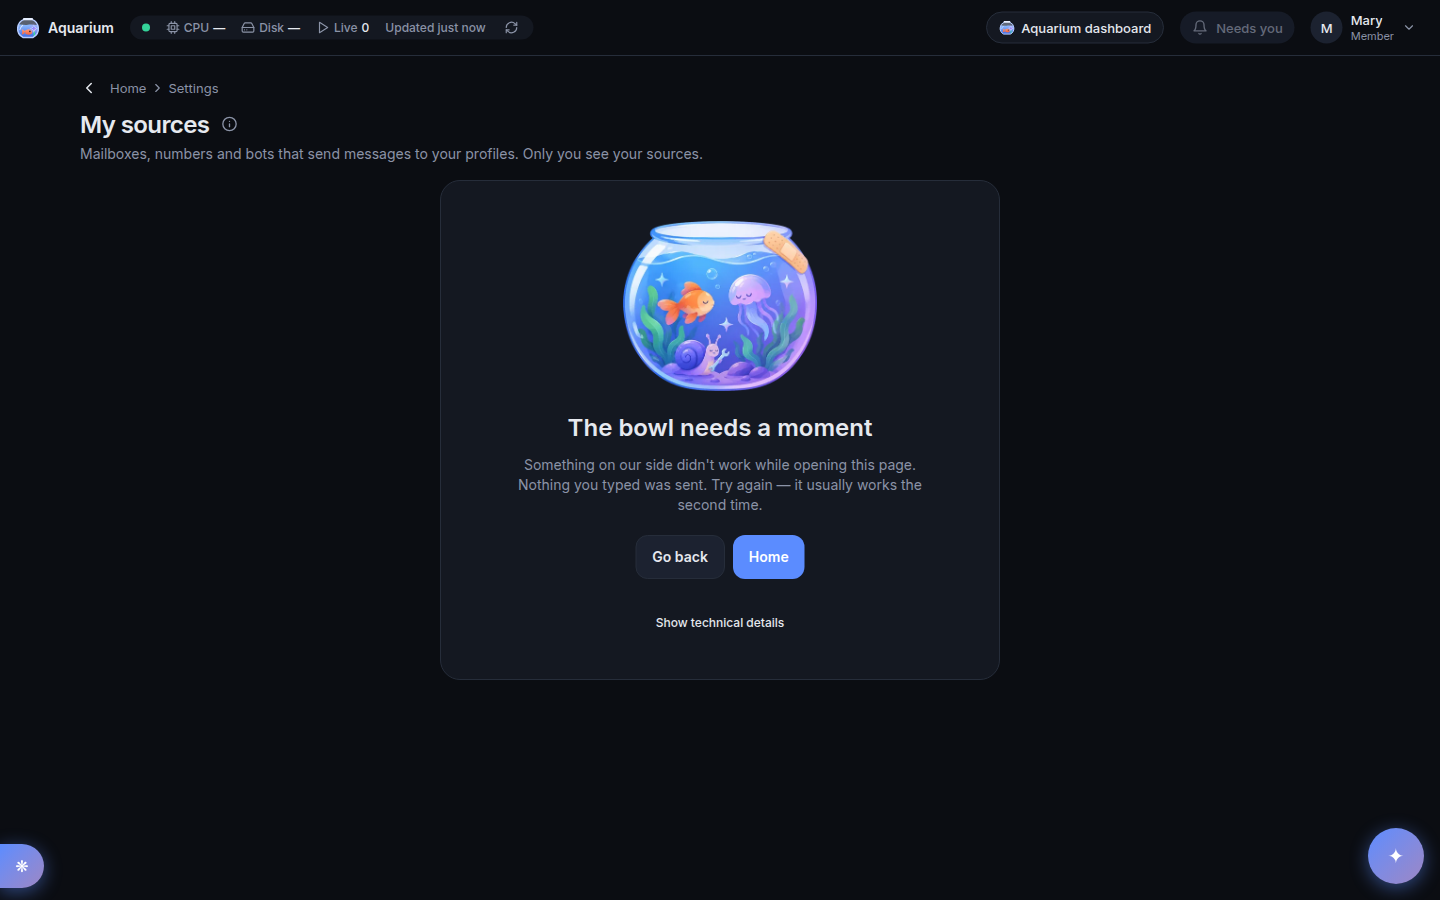 Aquarium
CPU — Disk — Live 0 Updated just now
Aquarium dashboard
Needs you
M
Mary
Member
Home Settings
My sources
Mailboxes, numbers and bots that send messages to your profiles. Only you see your sources.
The bowl needs a moment
Something on our side didn't work while opening this page.
Nothing you typed was sent. Try again — it usually works the
second time.
Go back
Home
Show technical details